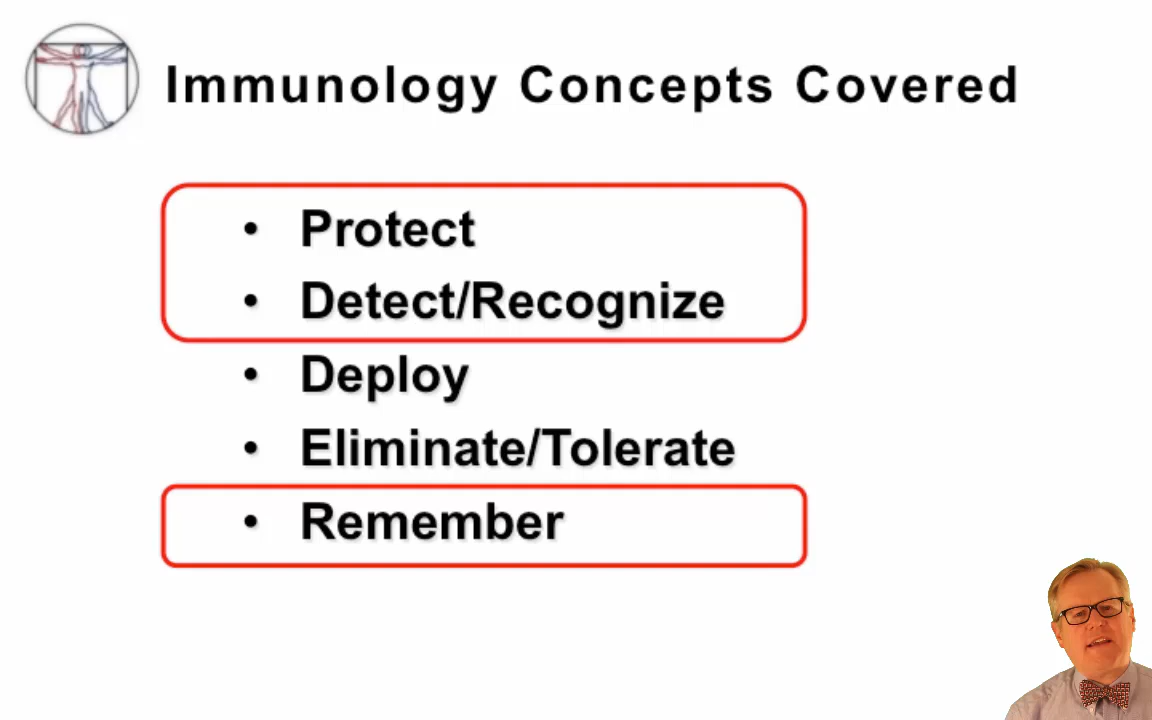 Immunology Concepts Covered
• Protect
• Detect/Recognize
• Deploy
• Eliminate/Tolerate
• Remember